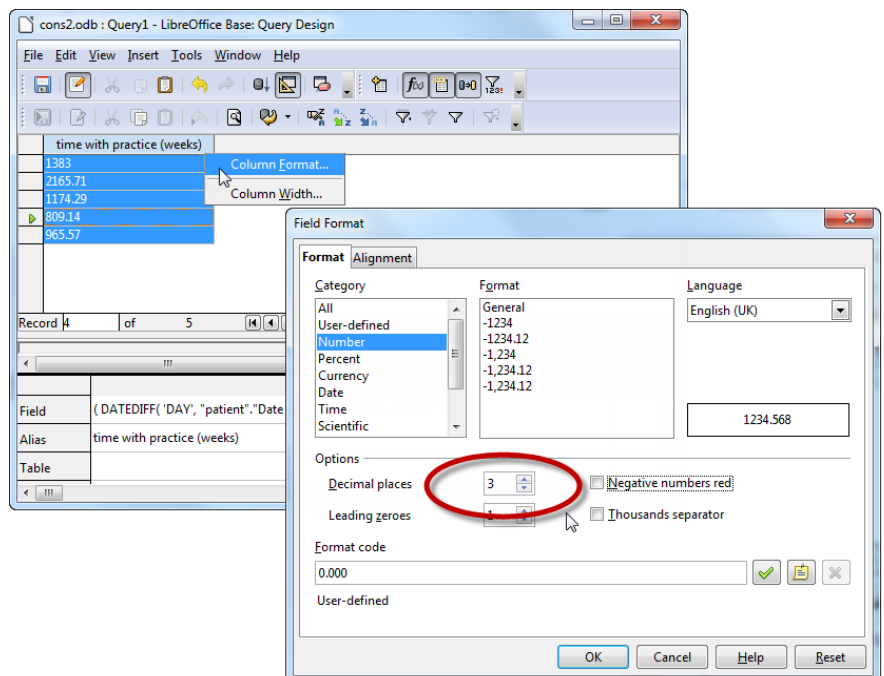 cons2.odb : Query1 - LibreOffice Base: Query Design
File Edit View Insert Tools Window Help
time with practice (weeks)
1383
2165.71
1174.29
809.14
965.57
Column Format...
Column Width...
Record 4 of 5
Field ( DATEDIFF( 'DAY', "patient"."Date
Alias time with practice (weeks)
Table
Field Format
Format Alignment
Category
All
User-defined
Number
Percent
Currency
Date
Time
Scientific
Format
General
-1234
-1234.12
-1,234
-1,234.12
-1,234.12
Language
English (UK)
1234.568
Options
Decimal places 3
Negative numbers red
Leading zeroes 1
Thousands separator
Format code
0.000
User-defined
OK Cancel Help Reset